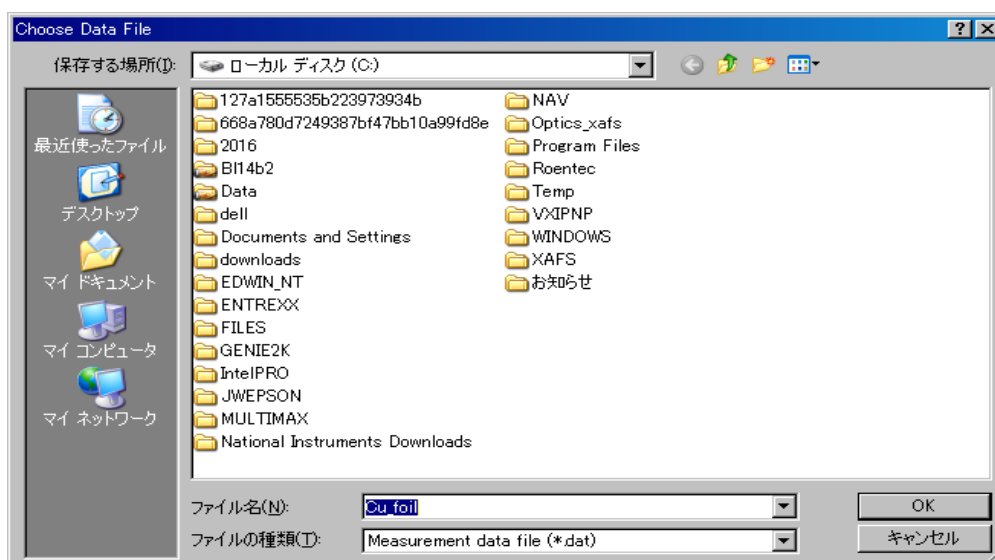 Choose Data File
保存する場所(I):
ローカル ディスク (C:)
最近使ったファイル
デスクトップ
マイ ドキュメント
マイ コンピュータ
マイ ネットワーク
127a1555535b223973934b
668a780d7249387bf47bb10a99fd8e
2016
Bl14b2
Data
dell
Documents and Settings
downloads
EDWIN_NT
ENTREXX
FILES
GENIE2K
IntelPRO
JWEPSON
MULTIMAX
National Instruments Downloads
NAV
Optics_xafs
Program Files
Roentec
Temp
VXIPNP
WINDOWS
XAFS
お知らせ
ファイル名(N):
Cu_foil
OK
ファイルの種類(T):
Measurement data file (*.dat)
キャンセル